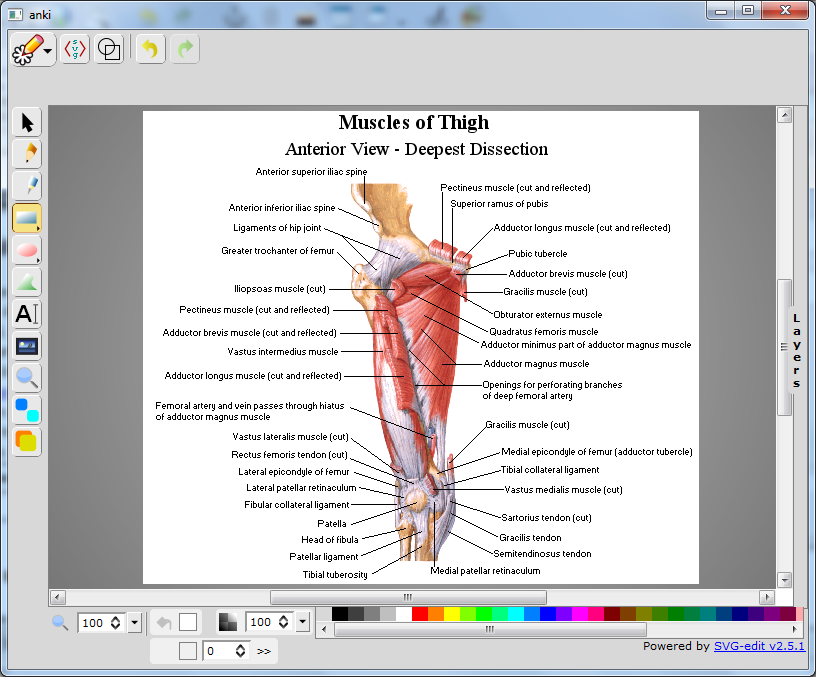 anki
svg
Muscles of Thigh
Anterior View - Deepest Dissection
Anterior superior iliac spine
Pectineus muscle (cut and reflected)
Superior ramus of pubis
Anterior inferior iliac spine
Ligaments of hip joint
Adductor longus muscle (cut and reflected)
Greater trochanter of femur
Pubic tubercle
Adductor brevis muscle (cut)
Iliopsoas muscle (cut)
Gracilis muscle (cut)
Pectineus muscle (cut and reflected)
Obturator externus muscle
Adductor brevis muscle (cut and reflected)
Quadratus femoris muscle
Adductor minimus part of adductor magnus muscle
Vastus intermedius muscle
Adductor magnus muscle
Adductor longus muscle (cut and reflected)
Openings for perforating branches
of deep femoral artery
Femoral artery and vein passes through hiatus
of adductor magnus muscle
Gracilis muscle (cut)
Vastus lateralis muscle (cut)
Rectus femoris tendon (cut)
Medial epicondyle of femur (adductor tubercle)
Lateral epicondyle of femur
Tibial collateral ligament
Lateral patellar retinaculum
Vastus medialis muscle (cut)
Fibular collateral ligament
Patella
Sartorius tendon (cut)
Head of fibula
Gracilis tendon
Patellar ligament
Semitendinosus tendon
Tibial tuberosity
Medial patellar retinaculum
Layers
A
100
100
0
>>
Powered by SVG-edit v2.5.1